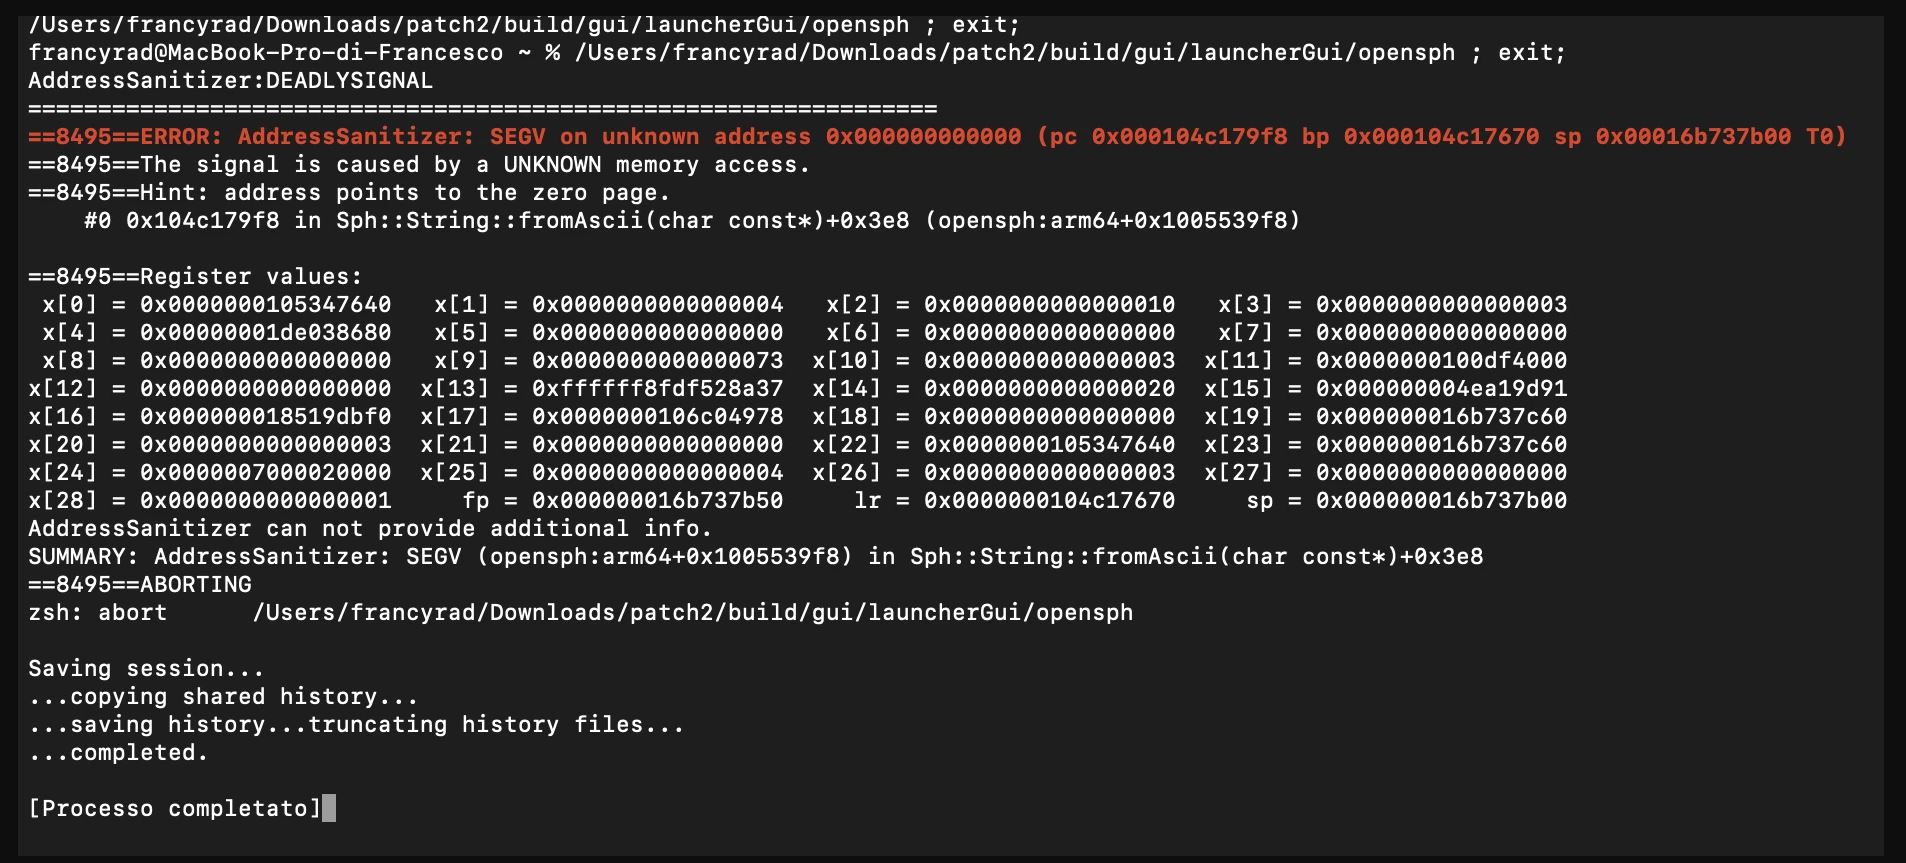 /Users/francyrad/Downloads/patch2/build/gui/launcherGui/opensph ; exit;
francyrad@MacBook-Pro-di-Francesco ~ % /Users/francyrad/Downloads/patch2/build/gui/launcherGui/opensph ; exit;
AddressSanitizer:DEADLYSIGNAL
=================================================================
==8495==ERROR: AddressSanitizer: SEGV on unknown address 0x000000000000 (pc 0x000104c179f8 bp 0x000104c17670 sp 0x00016b737b00 T0)
==8495==The signal is caused by a UNKNOWN memory access.
==8495==Hint: address points to the zero page.
#0 0x104c179f8 in Sph::String::fromAscii(char const*)+0x3e8 (opensph:arm64+0x1005539f8)
==8495==Register values:
x[0] = 0x0000000105347640 x[1] = 0x0000000000000004 x[2] = 0x0000000000000010 x[3] = 0x0000000000000003
x[4] = 0x00000001de038680 x[5] = 0x0000000000000000 x[6] = 0x0000000000000000 x[7] = 0x0000000000000000
x[8] = 0x0000000000000000 x[9] = 0x0000000000000073 x[10] = 0x0000000000000003 x[11] = 0x0000000100df4000
x[12] = 0x0000000000000000 x[13] = 0xffffff8fdf528a37 x[14] = 0x0000000000000020 x[15] = 0x000000004ea19d91
x[16] = 0x000000018519dbf0 x[17] = 0x0000000106c04978 x[18] = 0x0000000000000000 x[19] = 0x000000016b737c60
x[20] = 0x0000000000000003 x[21] = 0x0000000000000000 x[22] = 0x0000000105347640 x[23] = 0x000000016b737c60
x[24] = 0x0000007000020000 x[25] = 0x0000000000000004 x[26] = 0x0000000000000003 x[27] = 0x0000000000000000
x[28] = 0x0000000000000001 fp = 0x000000016b737b50 lr = 0x0000000104c17670 sp = 0x000000016b737b00
AddressSanitizer can not provide additional info.
SUMMARY: AddressSanitizer: SEGV (opensph:arm64+0x1005539f8) in Sph::String::fromAscii(char const*)+0x3e8
==8495==ABORTING
zsh: abort /Users/francyrad/Downloads/patch2/build/gui/launcherGui/opensph
Saving session...
...copying shared history...
...saving history...truncating history files...
...completed.
[Processo completato]